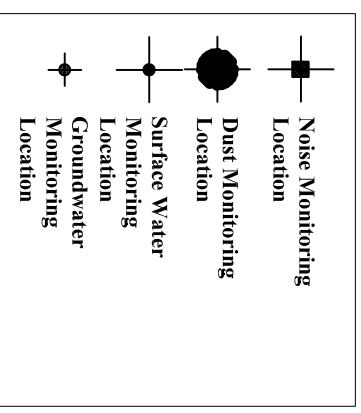 Noise Monitoring
Location
Dust Monitoring
Location
Surface Water
Monitoring
Location
Groundwater
Monitoring
Location